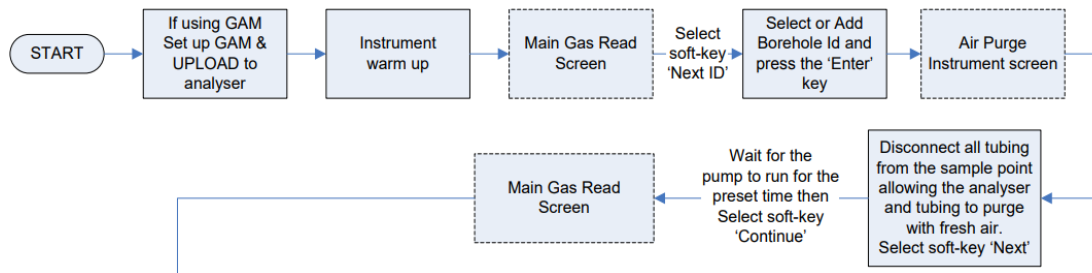 START
If using GAM
Set up GAM &
UPLOAD to
analyser
Instrument
warm up
Main Gas Read
Screen
Select
soft-key
‘Next ID’
Select or Add
Borehole Id and
press the ‘Enter’
key
Air Purge
Instrument screen
Disconnect all tubing
from the sample point
allowing the analyser
and tubing to purge
with fresh air.
Select soft-key ‘Next’
Wait for the
pump to run for the
preset time then
Select soft-key
‘Continue’
Main Gas Read
Screen